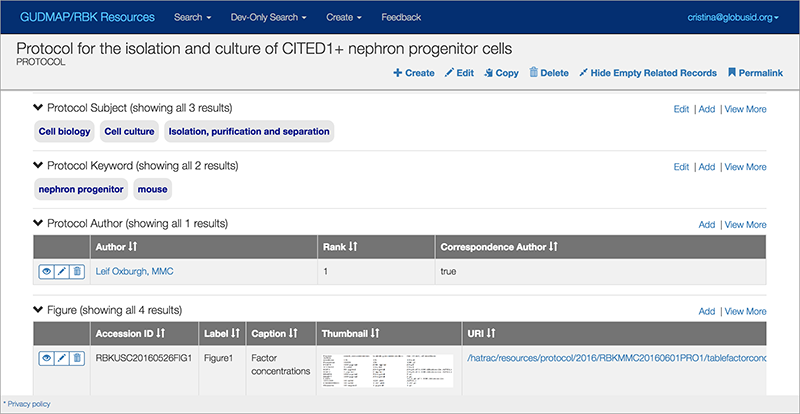 GUDMAP/RBK Resources Search Dev-Only Search Create Feedback cristina@globusid.org
Protocol for the isolation and culture of CITED1+ nephron progenitor cells
PROTOCOL
Create Edit Copy Delete Hide Empty Related Records Permalink
Protocol Subject (showing all 3 results) Edit | Add | View More
Cell biology Cell culture Isolation, purification and separation
Protocol Keyword (showing all 2 results) Edit | Add | View More
nephron progenitor mouse
Protocol Author (showing all 1 results) Add | View More
Author Rank Correspondence Author
Leif Oxburgh, MMC 1 true
Figure (showing all 4 results) Add | View More
Accession ID Label Caption Thumbnail URI
RBKUSC20160526FIG1 Figure1 Factor /hatrac/resources/protocol/2016/RBKMMC20160601PRO1/tablefactorconc
concentrations
* Privacy policy